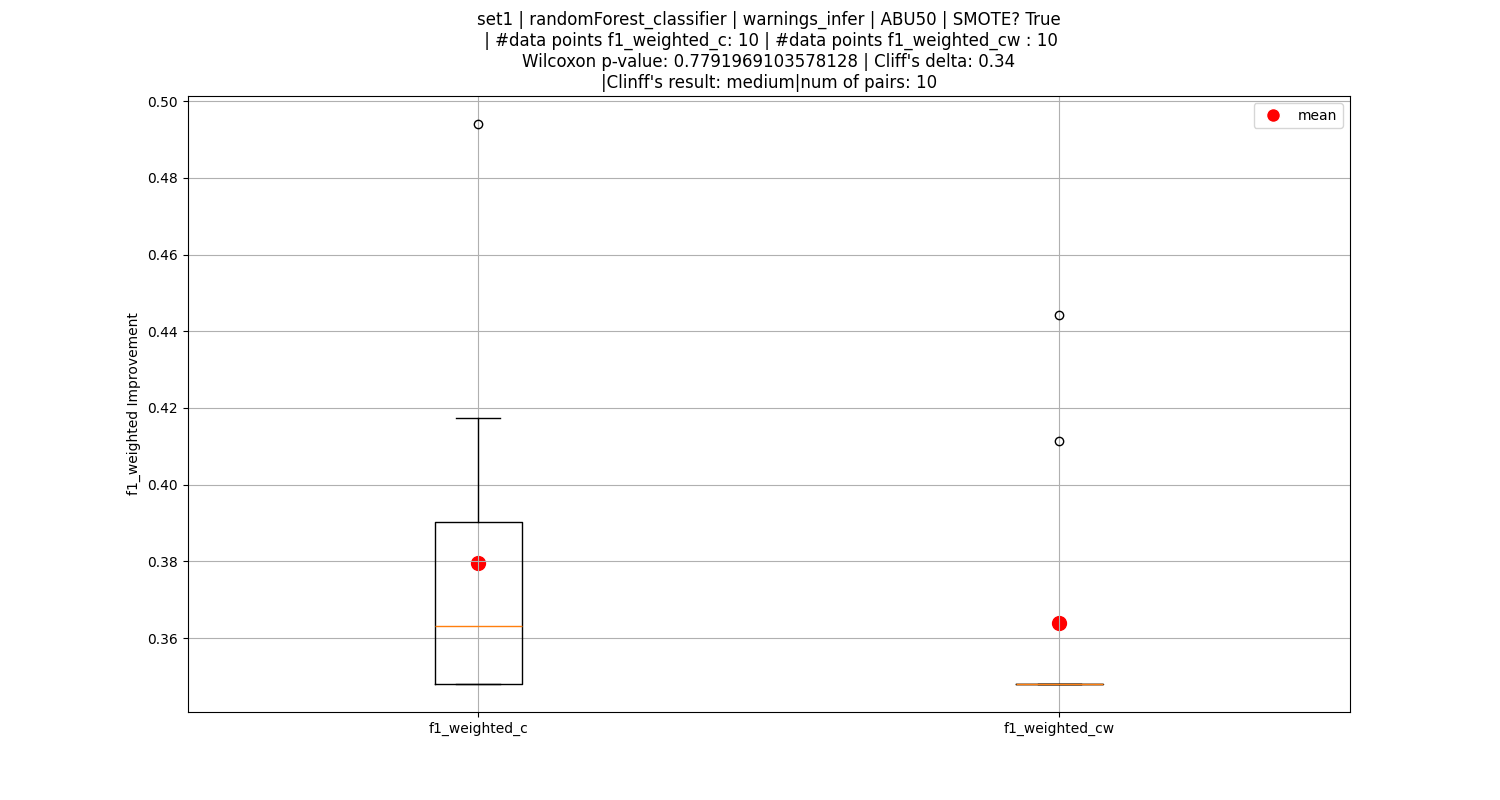 set1 | randomForest_classifier | warnings_infer | ABU50 | SMOTE? True
| #data points f1_weighted_c: 10 | #data points f1_weighted_cw : 10
Wilcoxon p-value: 0.7791969103578128 | Cliff's delta: 0.34
|Clinff's result: medium|num of pairs: 10
mean
0.50
0.48
0.46
0.44
0.42
0.40
0.38
0.36
f1_weighted Improvement
f1_weighted_c
f1_weighted_cw